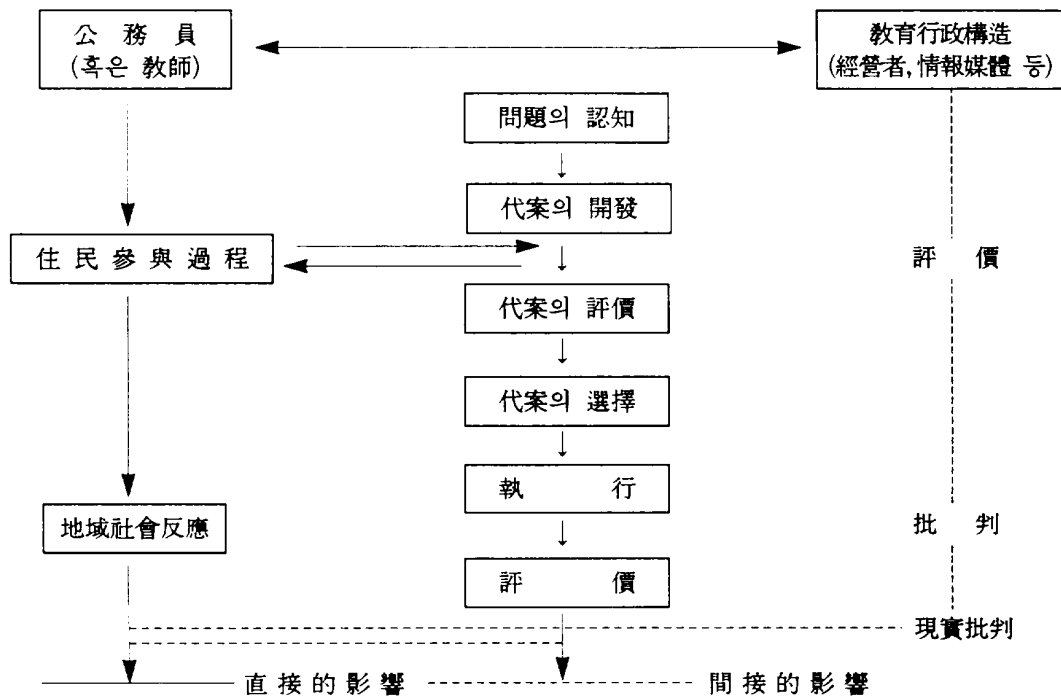 公 務 員
(혹은 敎師)
敎育行政構造
(經營者, 情報媒體 등)
問題의 認知
代案의 開發
住 民 參 與 過 程
評 價
代案의 評價
代案의 選擇
執 行
地域社會反應
批 判
評 價
現實批判
直 接 的 影 響
間 接 的 影 響